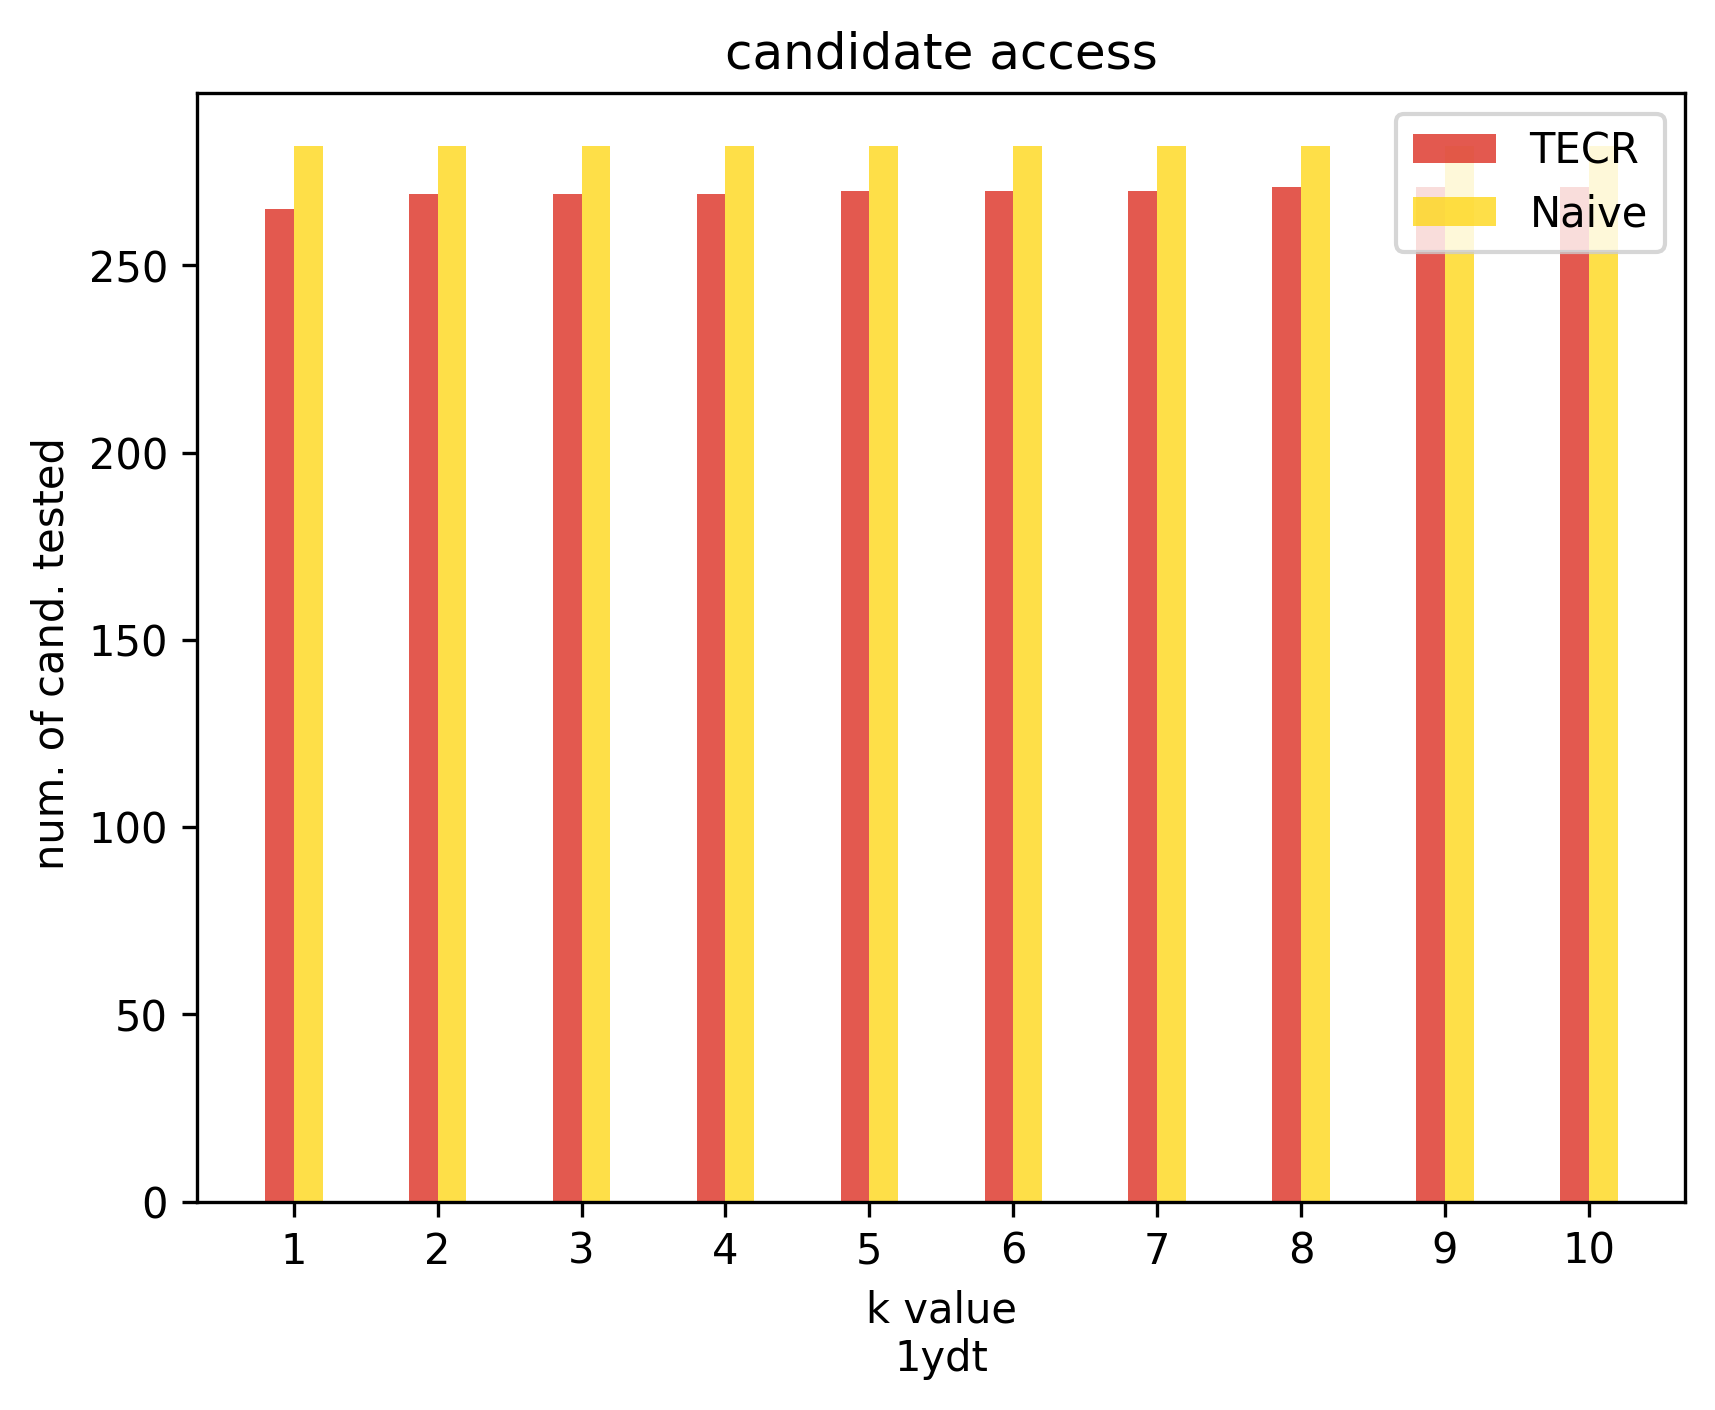 candidate access
TECR
Naive
num. of cand. tested
250
200
150
100
50
0
1 2 3 4 5 6 7 8 9 10
k value
1ydt